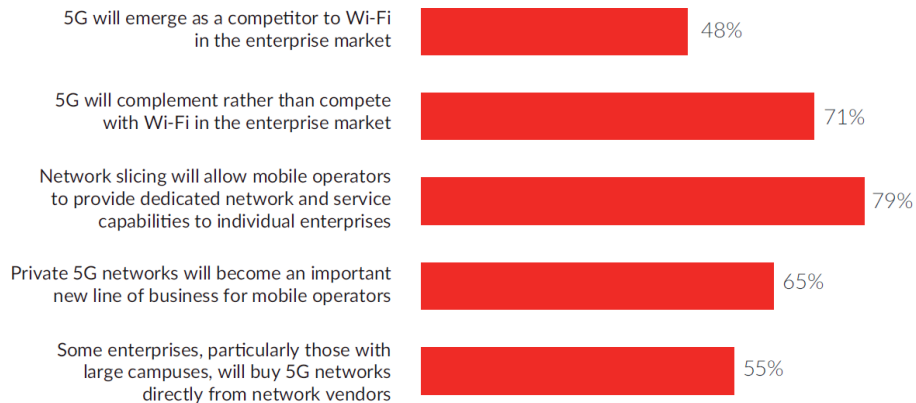 5G will emerge as a competitor to Wi-Fi
in the enterprise market
48%
5G will complement rather than compete
with Wi-Fi in the enterprise market
71%
Network slicing will allow mobile operators
to provide dedicated network and service
capabilities to individual enterprises
79%
Private 5G networks will become an important
new line of business for mobile operators
65%
Some enterprises, particularly those with
large campuses, will buy 5G networks
directly from network vendors
55%